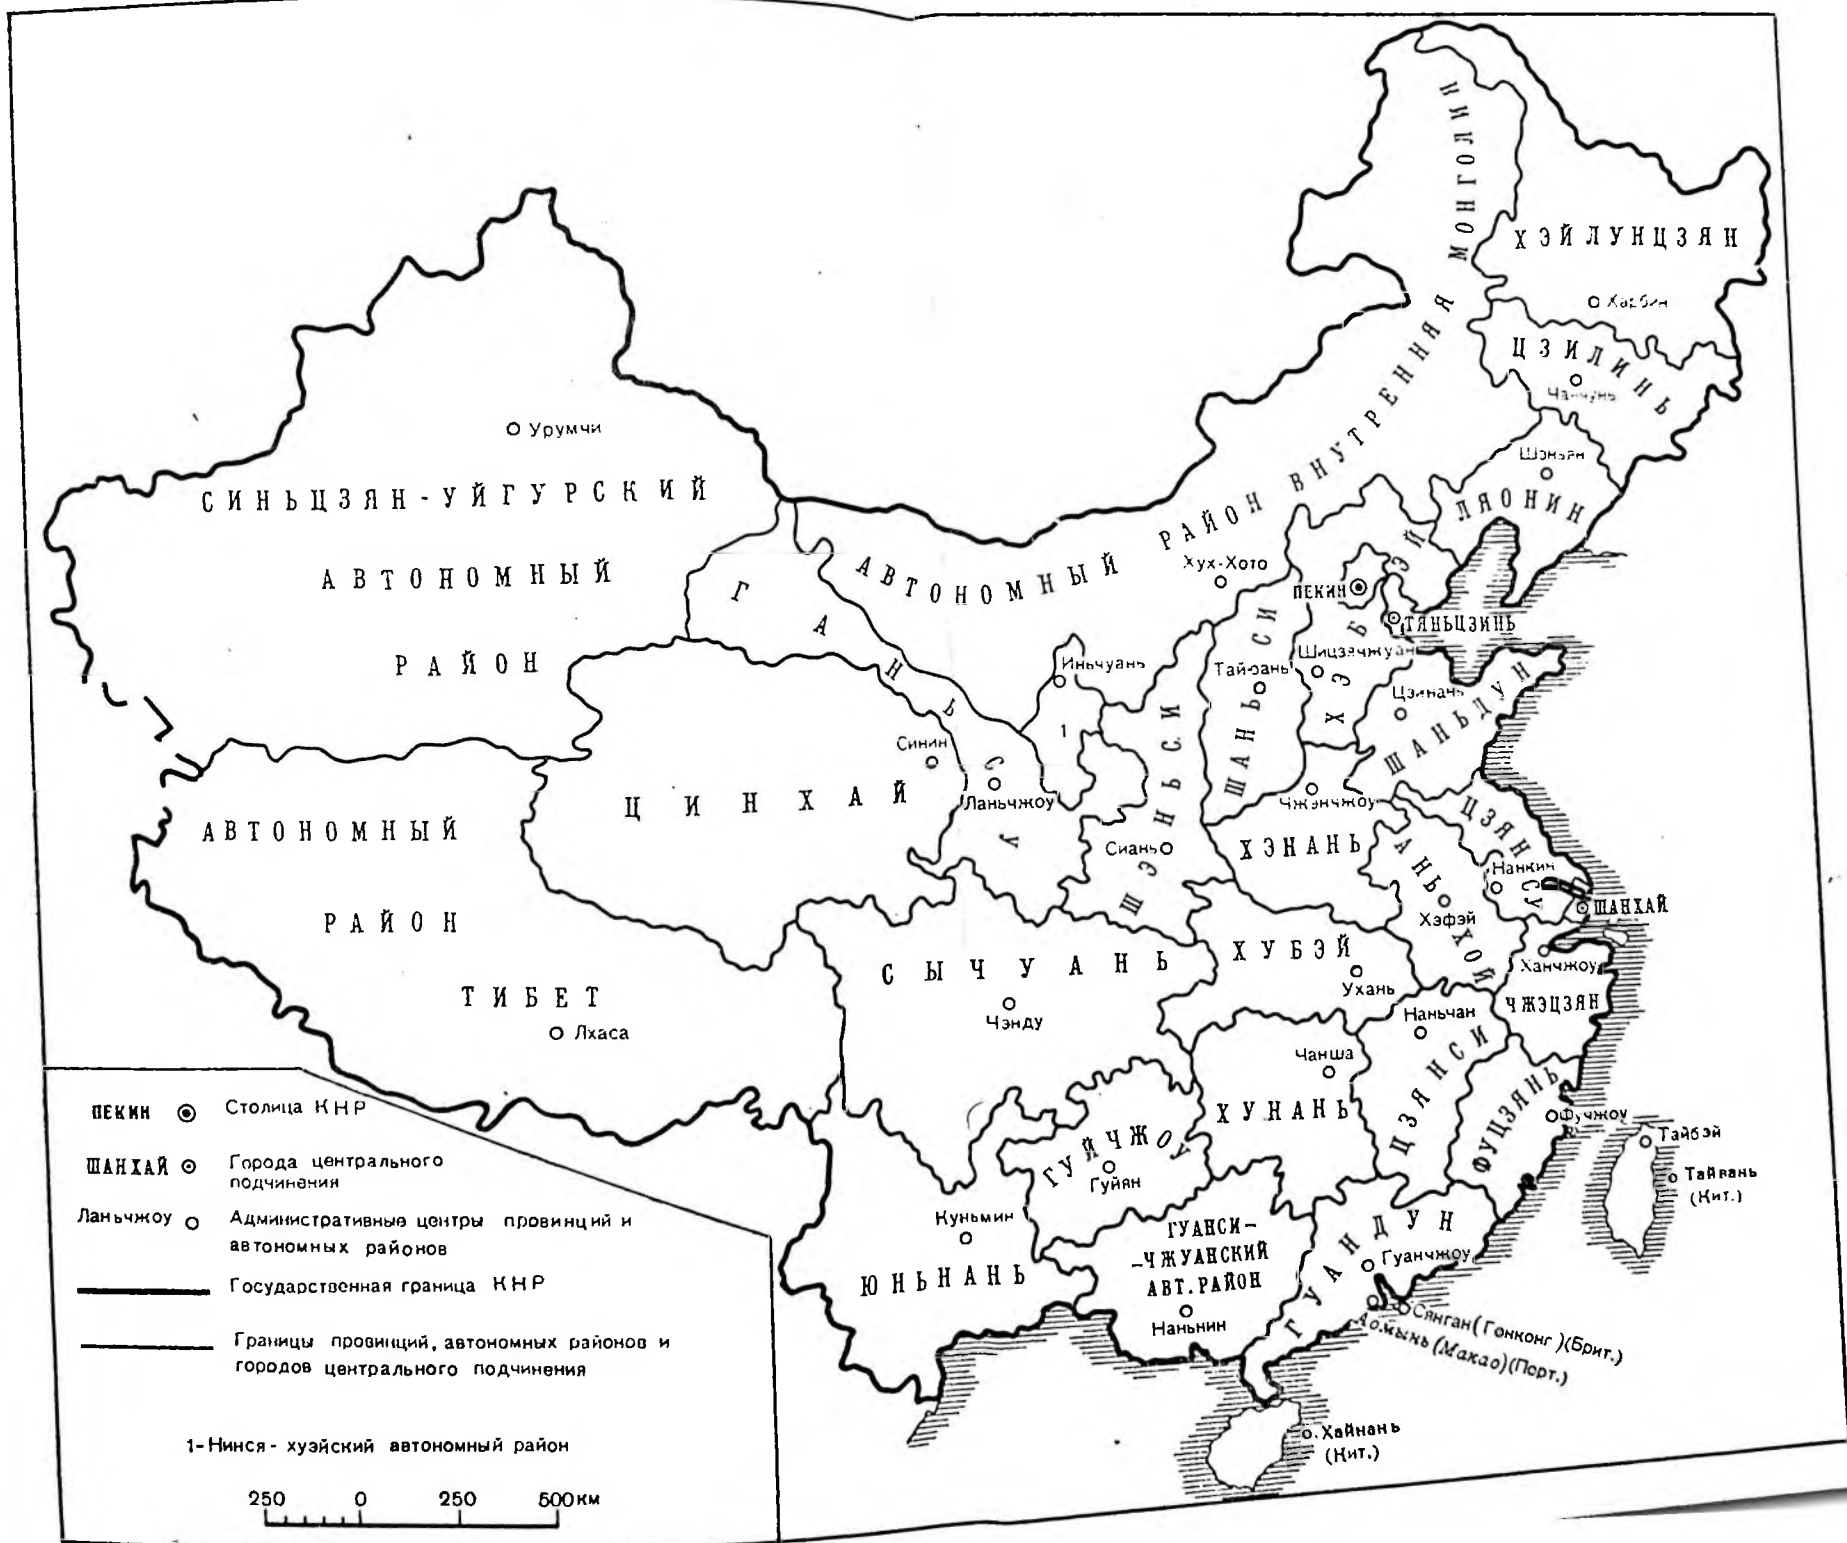 АВТОНОМНЫЙ РАЙОН ВНУТРЕННЯЯ МОНГОЛИЯ
ХЭЙЛУНЦЗЯН
Харбин
ЦЗИЛИНЬ
Чанчунь
Шэньян
ЛЯОНИН
Урумчи
СИНЬЦЗЯН-УЙГУРСКИЙ
АВТОНОМНЫЙ
РАЙОН
Хух-Хото
ПЕКИН
ТЯНЬЦЗИНЬ
ХЭБЭЙ
Шицзячжуан
ГАНЬСУ
Иньчуань
1
Тайюань
ШАНЬСИ
Цзинань
ШАНЬДУН
Синин
ЦИНХАЙ
Ланьчжоу
ШЭНЬСИ
Сиань
Чжэнчжоу
ХЭНАНЬ
ЦЗЯНСУ
Нанкин
АНЬХОЙ
Хэфэй
ШАНХАЙ
АВТОНОМНЫЙ
РАЙОН
ТИБЕТ
Лхаса
СЫЧУАНЬ
Чэнду
ХУБЭЙ
Ухань
Ханчжоу
ЧЖЭЦЗЯН
Наньчан
ЦЗЯНСИ
Чанша
ХУНАНЬ
ФУЦЗЯНЬ
Фучжоу
Тайбэй
о. Тайвань
(Кит.)
ГУЙЧЖОУ
Гуйян
Куньмин
ЮНЬНАНЬ
ГУАНСИ-
-ЧЖУАНСКИЙ
АВТ. РАЙОН
Наньнин
ГУАНДУН
Гуанчжоу
Сянган (Гонконг) (Брит.)
Аомынь (Макао) (Порт.)
о. Хайнань
(Кит.)
ПЕКИН Столица КНР
ШАНХАЙ Города центрального
подчинения
Ланьчжоу Административные центры провинций и
автономных районов
Государственная граница КНР
Границы провинций, автономных районов и
городов центрального подчинения
1-Нинся-хуэйский автономный район
250 0 250 500км